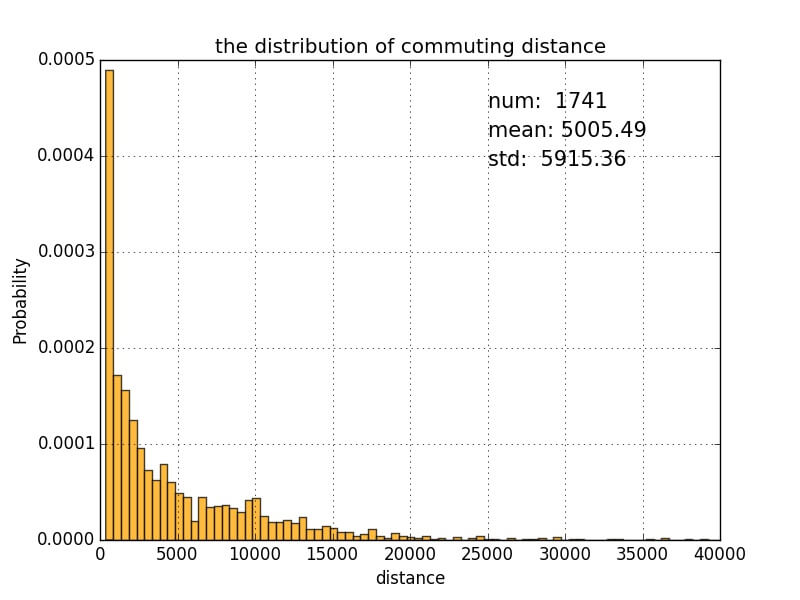 the distribution of commuting distance
0.0005
0.0004
0.0003
0.0002
0.0001
0.0000
Probability
num: 1741
mean: 5005.49
std: 5915.36
0 5000 10000 15000 20000 25000 30000 35000 40000
distance